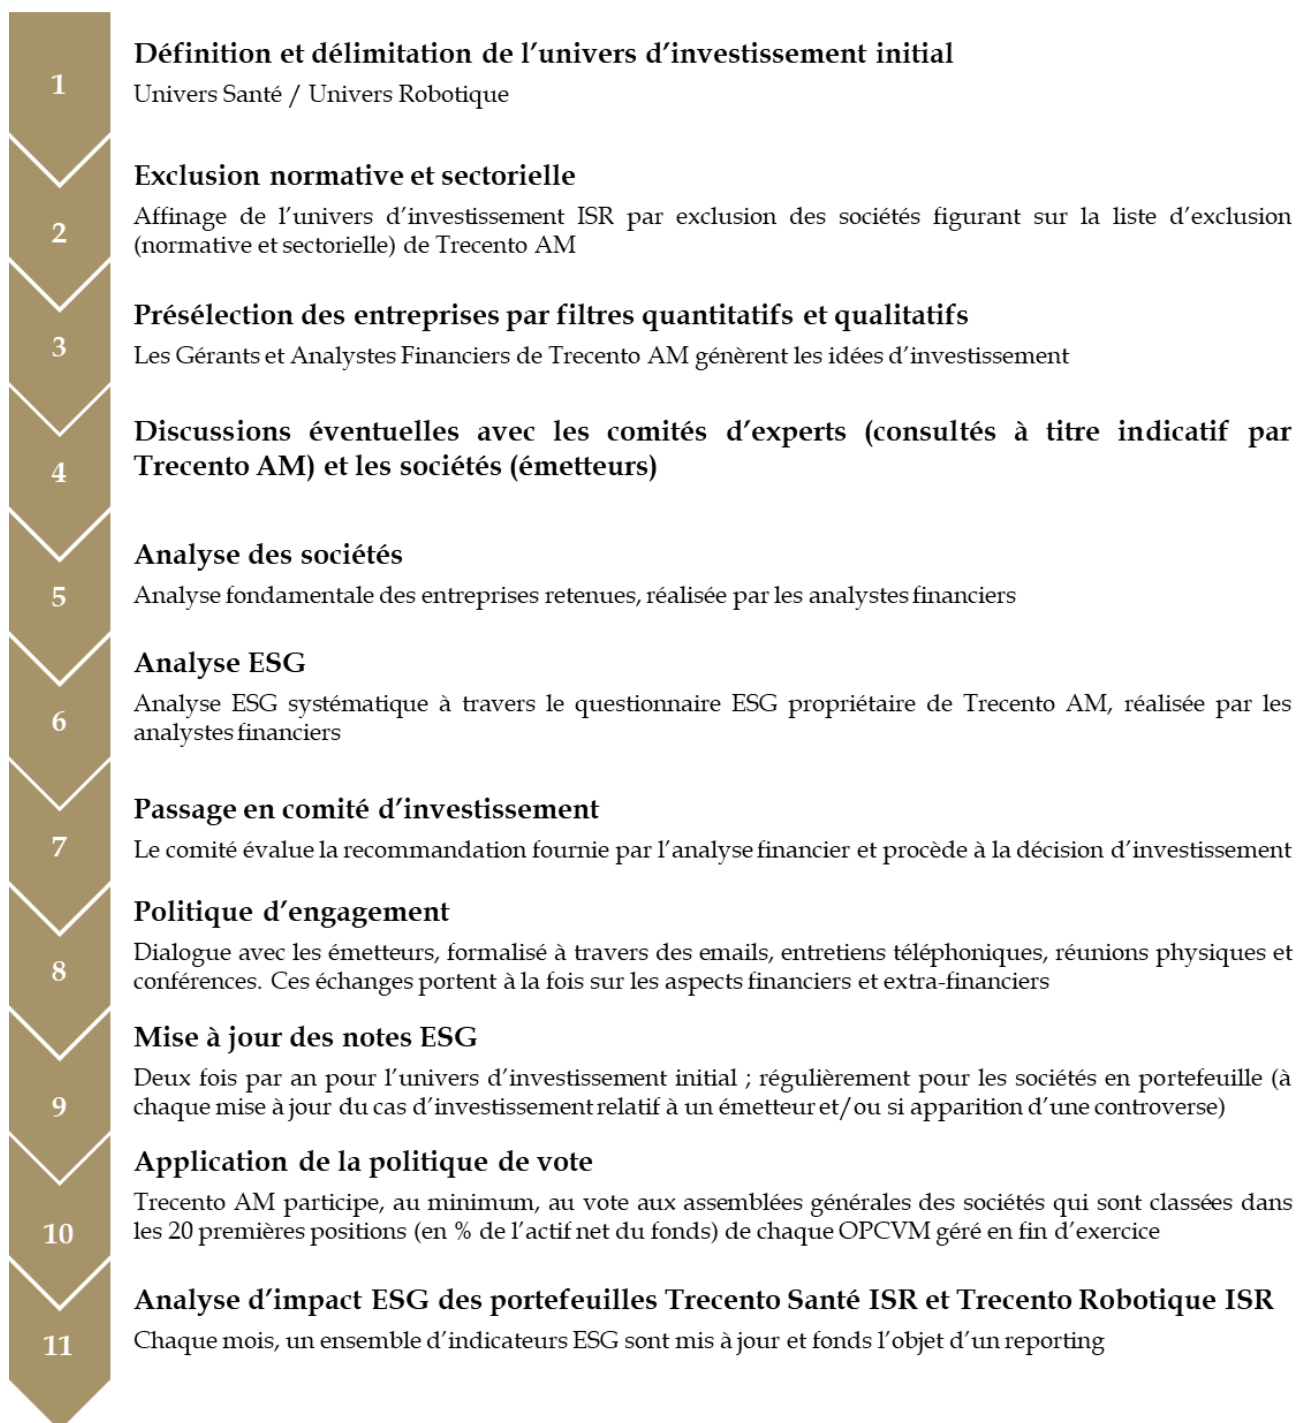 1
Définition et délimitation de l’univers d’investissement initial
Univers Santé / Univers Robotique
2
Exclusion normative et sectorielle
Affinage de l’univers d’investissement ISR par exclusion des sociétés figurant sur la liste d’exclusion
(normative et sectorielle) de Trecento AM
3
Présélection des entreprises par filtres quantitatifs et qualitatifs
Les Gérants et Analystes Financiers de Trecento AM génèrent les idées d’investissement
4
Discussions éventuelles avec les comités d’experts (consultés à titre indicatif par
Trecento AM) et les sociétés (émetteurs)
5
Analyse des sociétés
Analyse fondamentale des entreprises retenues, réalisée par les analystes financiers
6
Analyse ESG
Analyse ESG systématique à travers le questionnaire ESG propriétaire de Trecento AM, réalisée par les
analystes financiers
7
Passage en comité d’investissement
Le comité évalue la recommandation fournie par l’analyse financier et procède à la décision d’investissement
8
Politique d’engagement
Dialogue avec les émetteurs, formalisé à travers des emails, entretiens téléphoniques, réunions physiques et
conférences. Ces échanges portent à la fois sur les aspects financiers et extra-financiers
9
Mise à jour des notes ESG
Deux fois par an pour l’univers d’investissement initial ; régulièrement pour les sociétés en portefeuille (à
chaque mise à jour du cas d’investissement relatif à un émetteur et/ou si apparition d’une controverse)
10
Application de la politique de vote
Trecento AM participe, au minimum, au vote aux assemblées générales des sociétés qui sont classées dans
les 20 premières positions (en % de l’actif net du fonds) de chaque OPCVM géré en fin d’exercice
11
Analyse d’impact ESG des portefeuilles Trecento Santé ISR et Trecento Robotique ISR
Chaque mois, un ensemble d’indicateurs ESG sont mis à jour et fonds l’objet d’un reporting